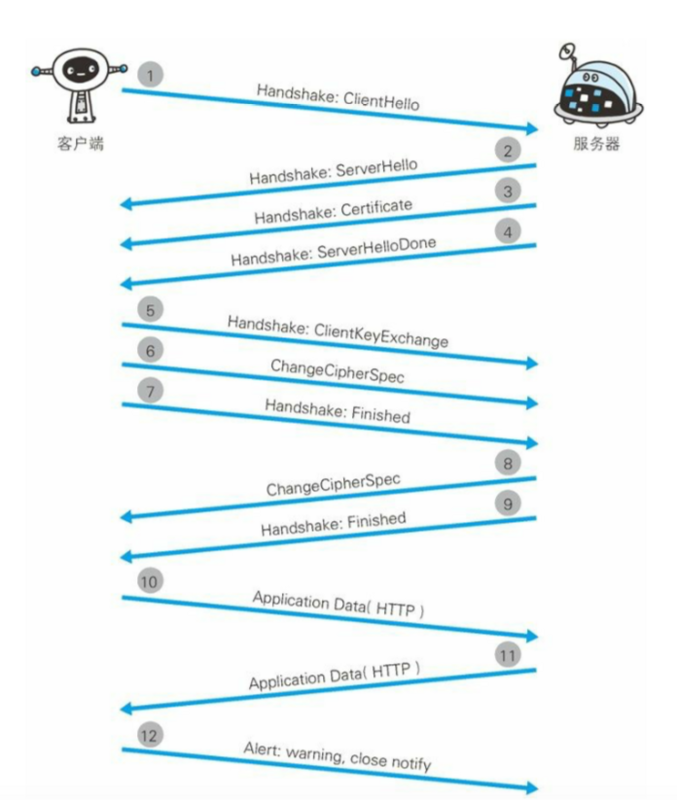 1
Handshake: ClientHello
客户端
服务器
2
Handshake: ServerHello
3
Handshake: Certificate
4
Handshake: ServerHelloDone
5
Handshake: ClientKeyExchange
6
ChangeCipherSpec
7
Handshake: Finished
8
ChangeCipherSpec
9
Handshake: Finished
10
Application Data( HTTP )
11
Application Data( HTTP )
12
Alert: warning, close notify